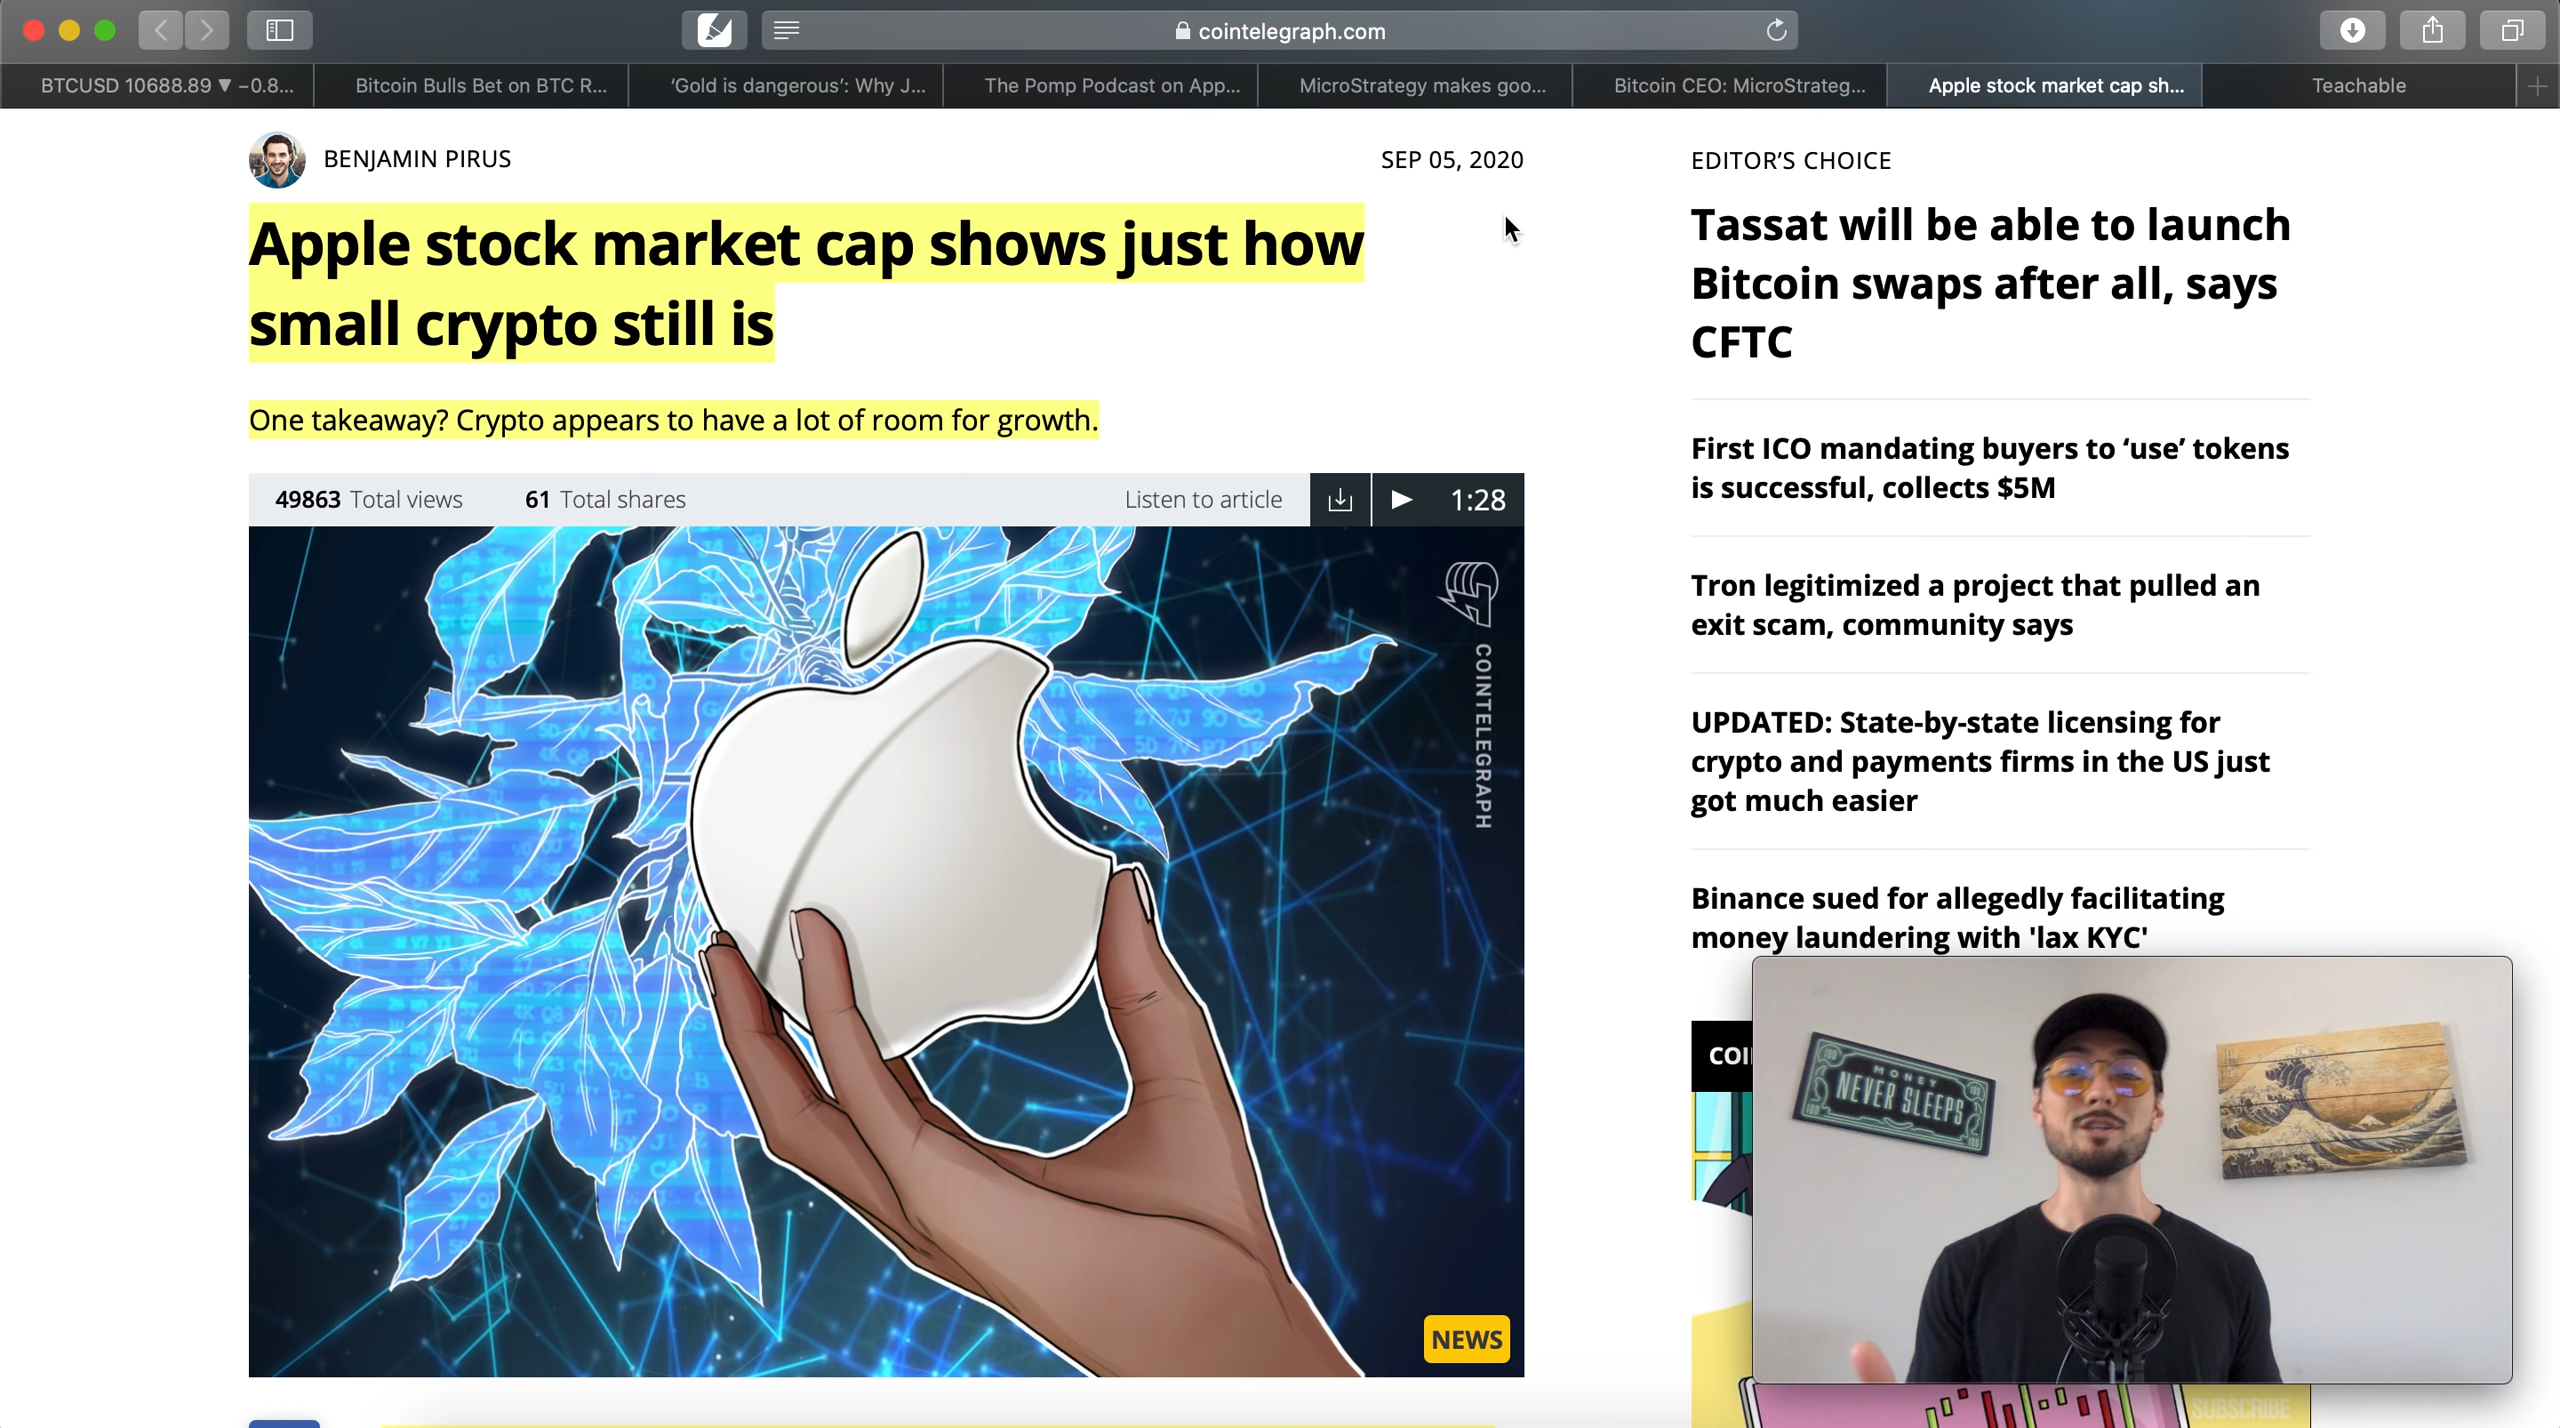 cointelegraph.com
BTCUSD 10688.89 ▼ −0.8...
Bitcoin Bulls Bet on BTC R...
‘Gold is dangerous’: Why J...
The Pomp Podcast on App...
MicroStrategy makes goo...
Bitcoin CEO: MicroStrateg...
Apple stock market cap sh...
Teachable
BENJAMIN PIRUS
SEP 05, 2020
Apple stock market cap shows just how
small crypto still is
One takeaway? Crypto appears to have a lot of room for growth.
49863 Total views
61 Total shares
Listen to article
1:28
COINTELEGRAPH
NEWS
EDITOR’S CHOICE
Tassat will be able to launch
Bitcoin swaps after all, says
CFTC
First ICO mandating buyers to ‘use’ tokens
is successful, collects $5M
Tron legitimized a project that pulled an
exit scam, community says
UPDATED: State-by-state licensing for
crypto and payments firms in the US just
got much easier
Binance sued for allegedly facilitating
money laundering with 'lax KYC'
COI
MONEY
NEVER SLEEPS
100
100
100
100
SUBSCRIBE